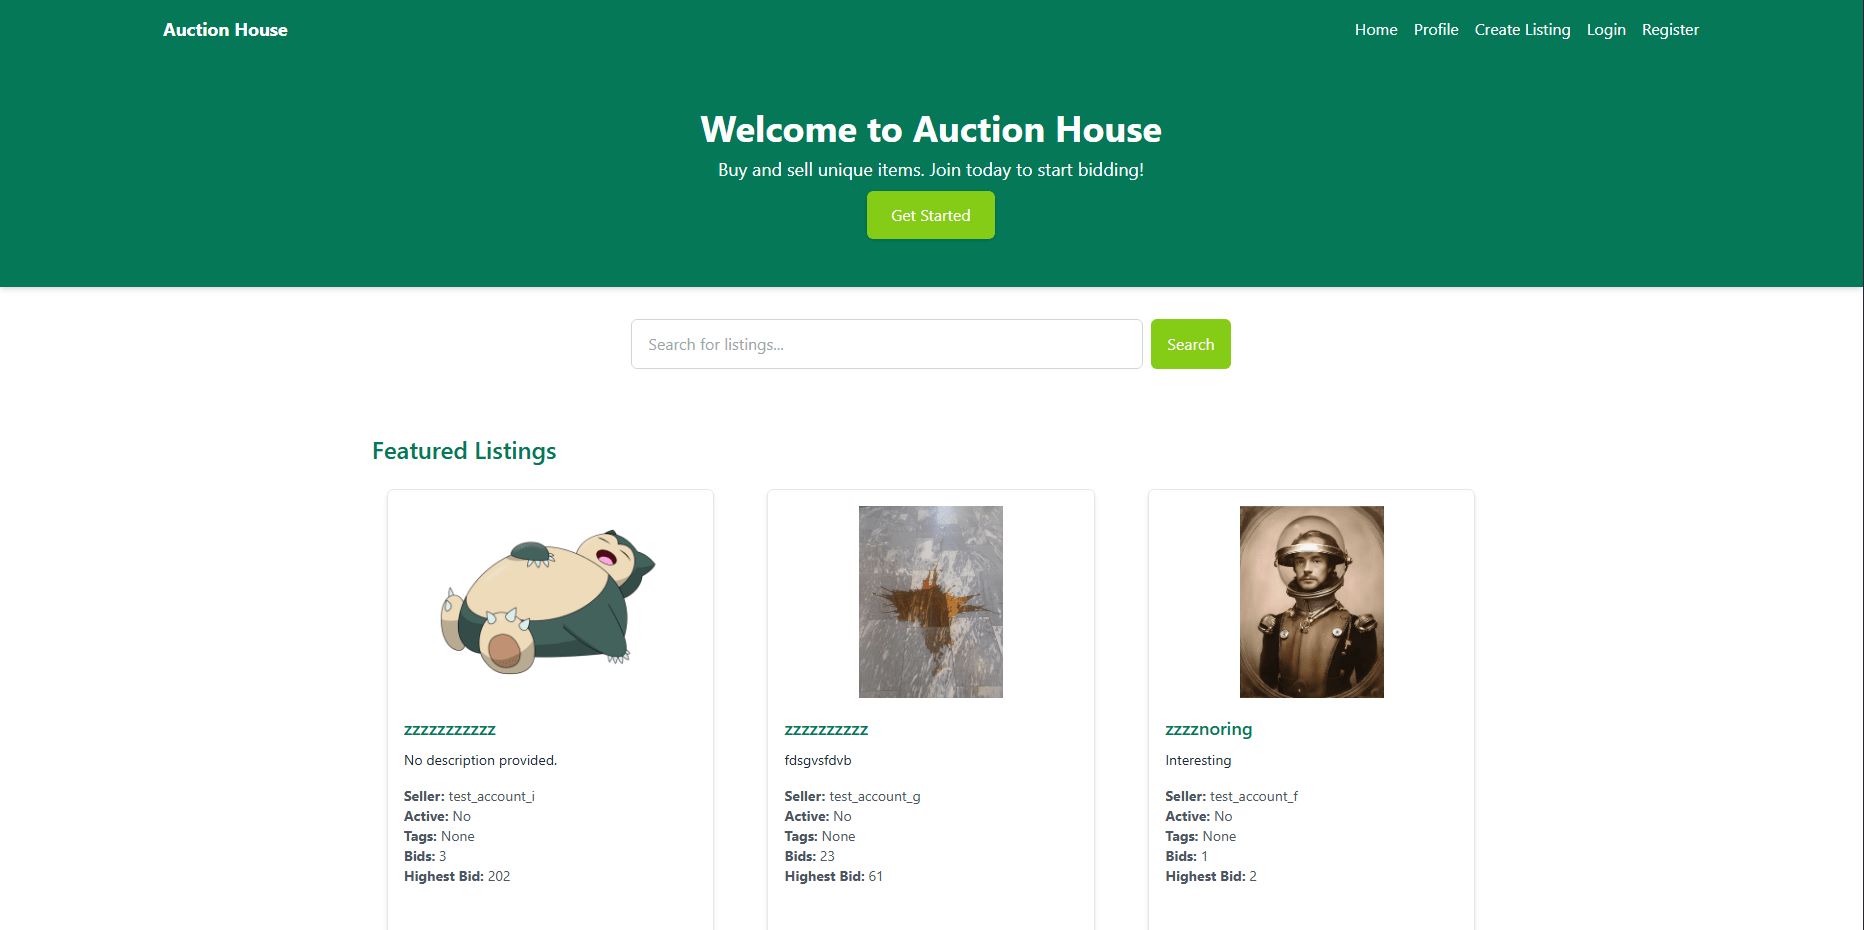 Auction House
Home Profile Create Listing Login Register
Welcome to Auction House
Buy and sell unique items. Join today to start bidding!
Get Started
Search for listings...
Search
Featured Listings
zzzzzzzzzzz
No description provided.
Seller: test_account_i
Active: No
Tags: None
Bids: 3
Highest Bid: 202
zzzzzzzzzz
fdsgvsfdvb
Seller: test_account_g
Active: No
Tags: None
Bids: 23
Highest Bid: 61
zzzznoring
Interesting
Seller: test_account_f
Active: No
Tags: None
Bids: 1
Highest Bid: 2